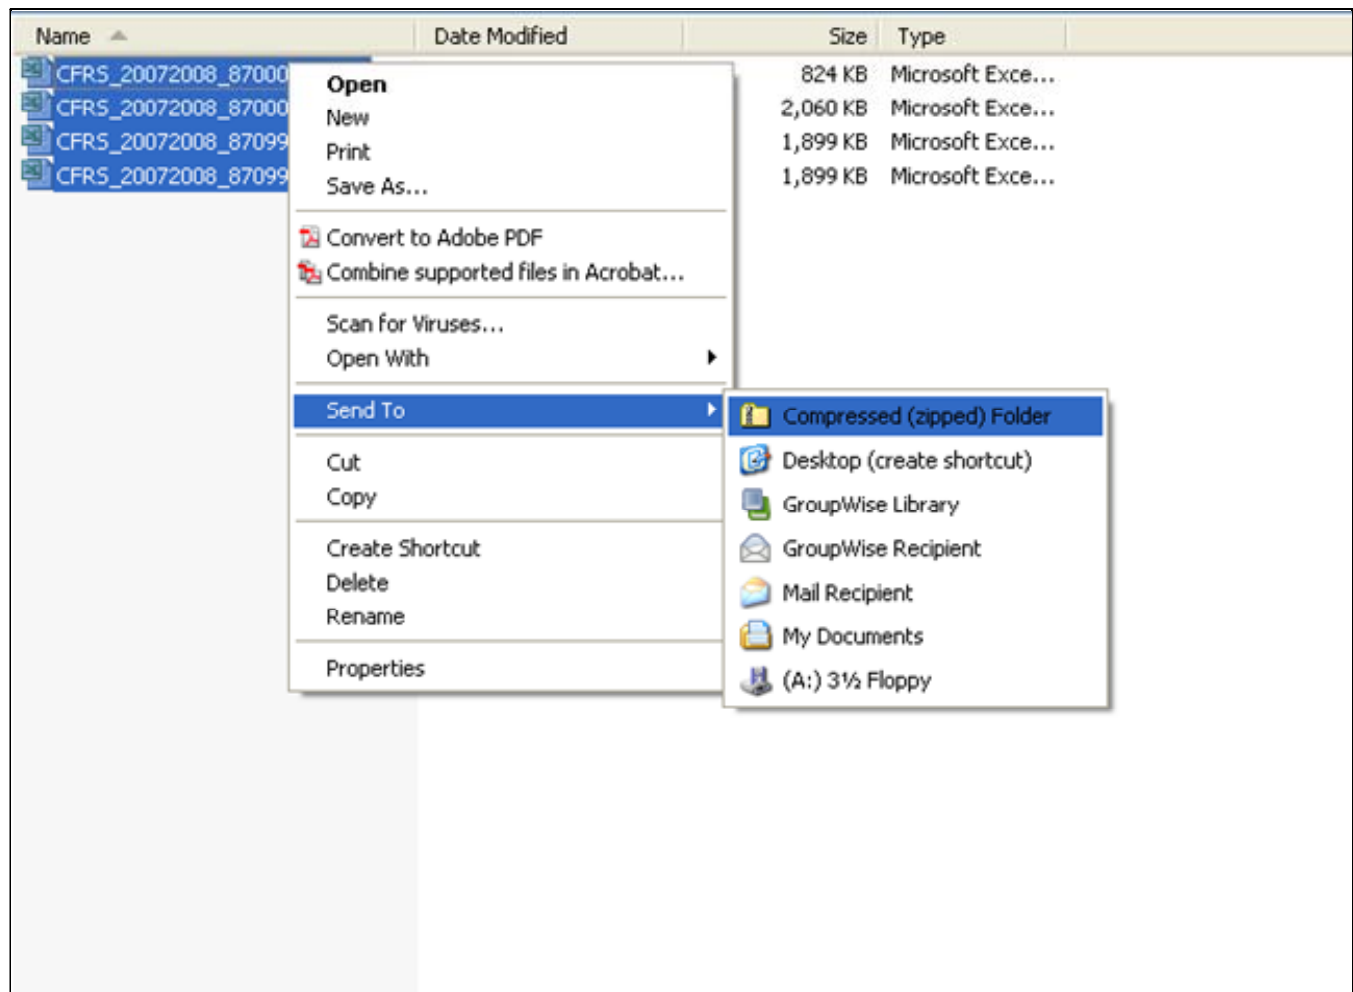 Name Date Modified Size Type
CFRS_20072008_87000 824 KB Microsoft Exce...
CFRS_20072008_87000 2,060 KB Microsoft Exce...
CFRS_20072008_87099 1,899 KB Microsoft Exce...
CFRS_20072008_87099 1,899 KB Microsoft Exce...
Open
New
Print
Save As...
Convert to Adobe PDF
Combine supported files in Acrobat...
Scan for Viruses...
Open With
Send To
Cut
Copy
Create Shortcut
Delete
Rename
Properties
Compressed (zipped) Folder
Desktop (create shortcut)
GroupWise Library
GroupWise Recipient
Mail Recipient
My Documents
(A:) 3½ Floppy